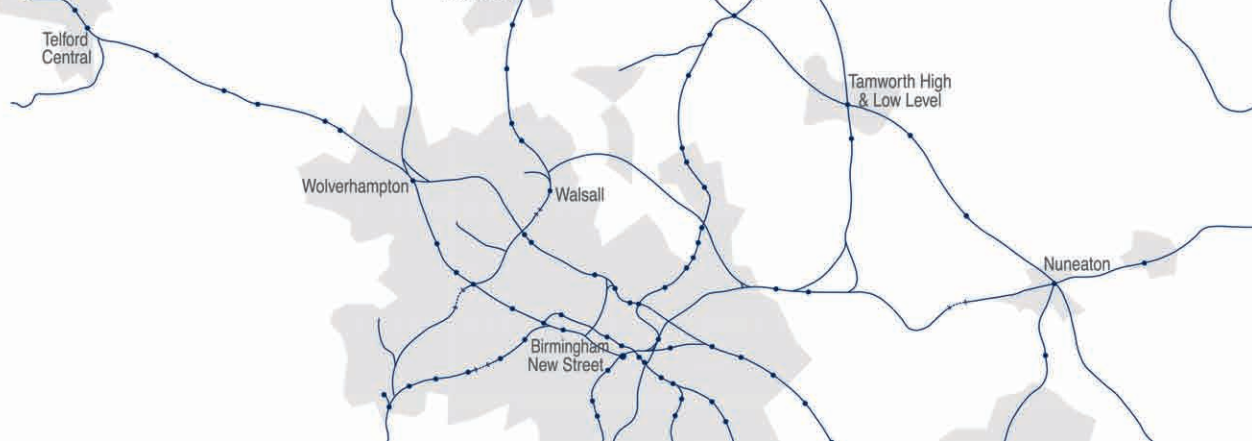 Telford
Central
Tamworth High
& Low Level
Wolverhampton
Walsall
Nuneaton
Birmingham
New Street